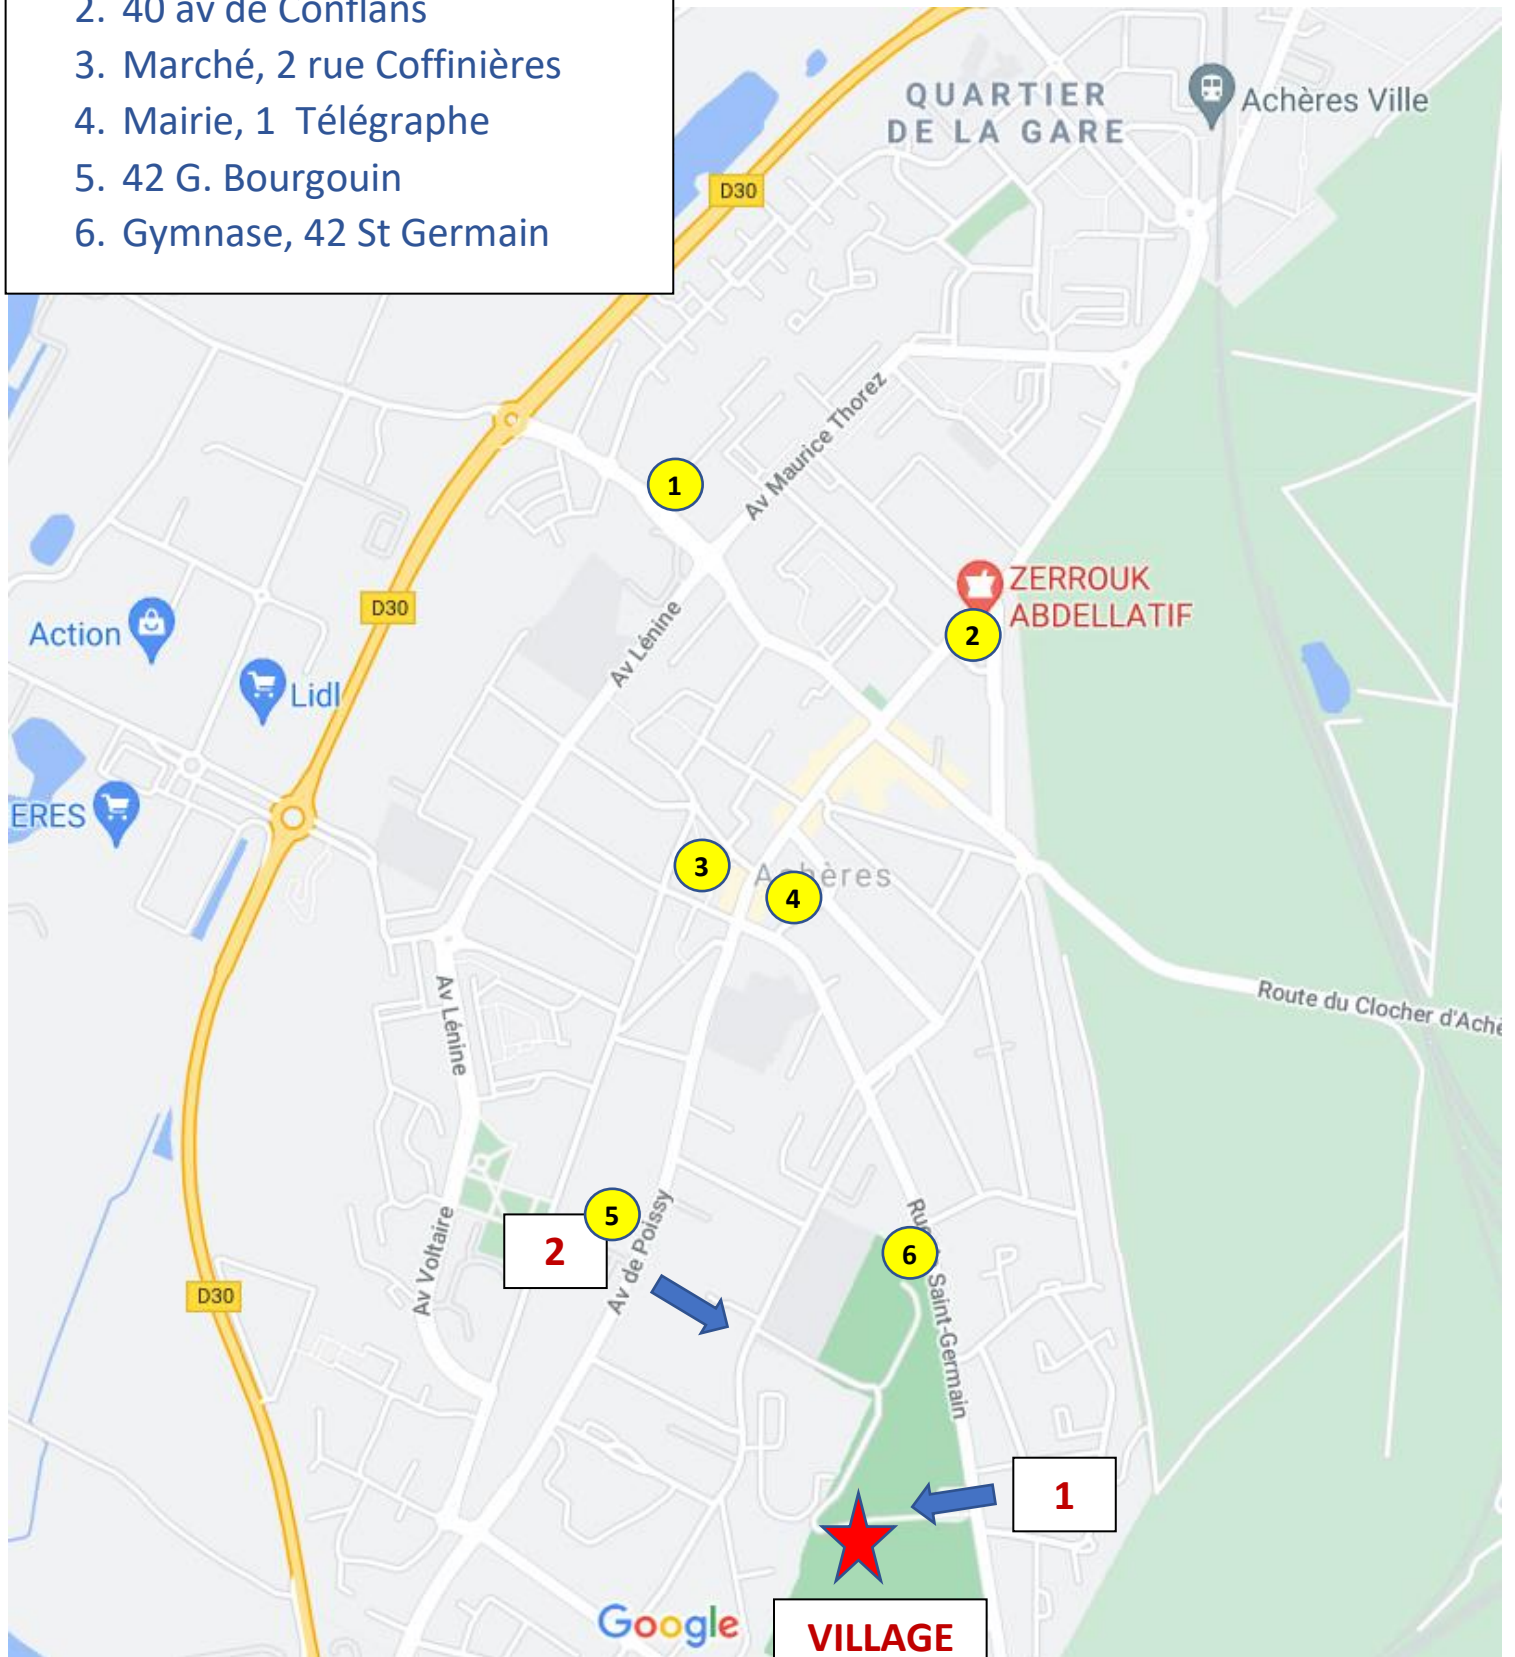 2. 40 av de Conflans
3. Marché, 2 rue Coffinières
4. Mairie, 1 Télégraphe
5. 42 G. Bourgouin
6. Gymnase, 42 St Germain
QUARTIER
DE LA GARE
Achères Ville
D30
Av Maurice Thorez
1
ZERROUK
ABDELLATIF
2
D30
Action
Av Lénine
Lidl
ERES
3
Achères
4
Av Lénine
Route du Clocher d'Achè
5
2
Av de Poissy
Av Voltaire
6
Rue Saint-Germain
D30
1
Google
VILLAGE